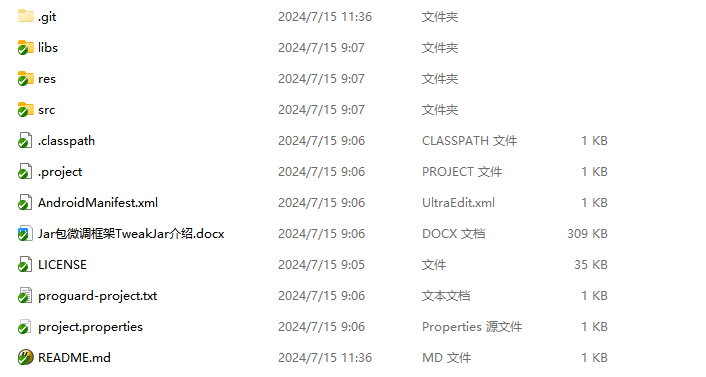 .git 2024/7/15 11:36 文件夹
libs 2024/7/15 9:07 文件夹
res 2024/7/15 9:07 文件夹
src 2024/7/15 9:07 文件夹
.classpath 2024/7/15 9:06 CLASSPATH 文件 1 KB
.project 2024/7/15 9:06 PROJECT 文件 1 KB
AndroidManifest.xml 2024/7/15 9:06 UltraEdit.xml 1 KB
Jar包微调框架TweakJar介绍.docx 2024/7/15 9:06 DOCX 文档 309 KB
LICENSE 2024/7/15 9:05 文件 35 KB
proguard-project.txt 2024/7/15 9:06 文本文档 1 KB
project.properties 2024/7/15 9:06 Properties 源文件 1 KB
README.md 2024/7/15 11:36 MD 文件 1 KB